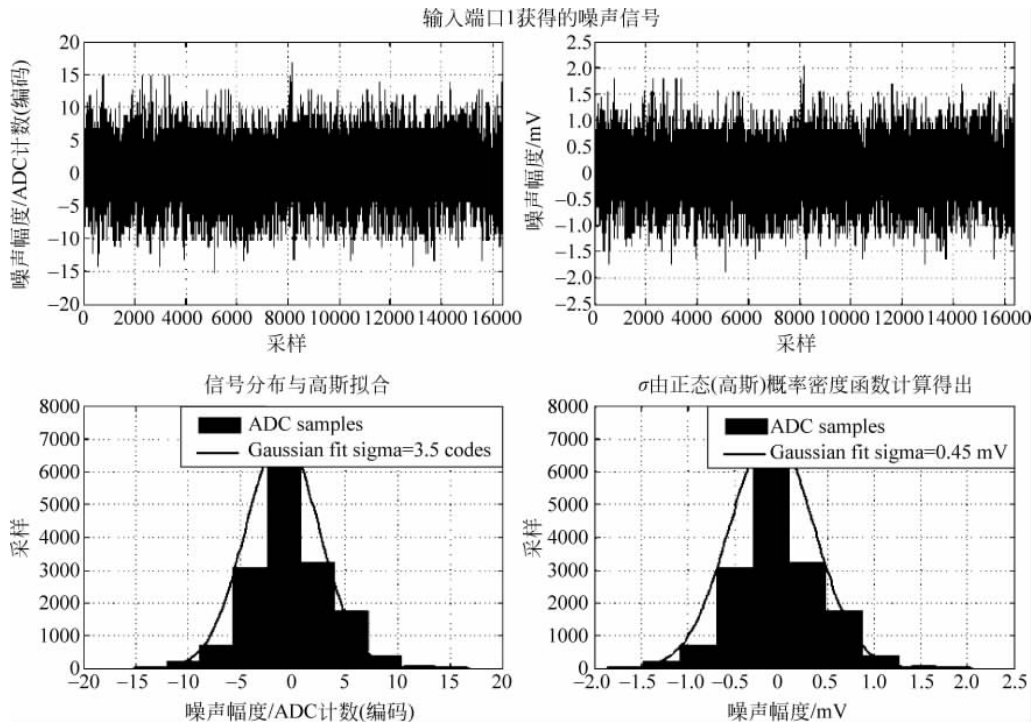 输入端口1获得的噪声信号
噪声幅度/ADC计数(编码)
20
15
10
5
0
−5
−10
−15
−20
0 2000 4000 6000 8000 10000 12000 14000 16000
采样
噪声幅度/mV
2.5
2.0
1.5
1.0
0.5
0
−0.5
−1.0
−1.5
−2.0
−2.5
0 2000 4000 6000 8000 10000 12000 14000 16000
采样
信号分布与高斯拟合
采样
8000
7000
6000
5000
4000
3000
2000
1000
0
ADC samples
Gaussian fit sigma=3.5 codes
−20 −15 −10 −5 0 5 10 15 20
噪声幅度/ADC计数(编码)
σ由正态(高斯)概率密度函数计算得出
采样
8000
7000
6000
5000
4000
3000
2000
1000
0
ADC samples
Gaussian fit sigma=0.45 mV
−2.0 −1.5 −1.0 −0.5 0.0 0.5 1.0 1.5 2.0 2.5
噪声幅度/mV